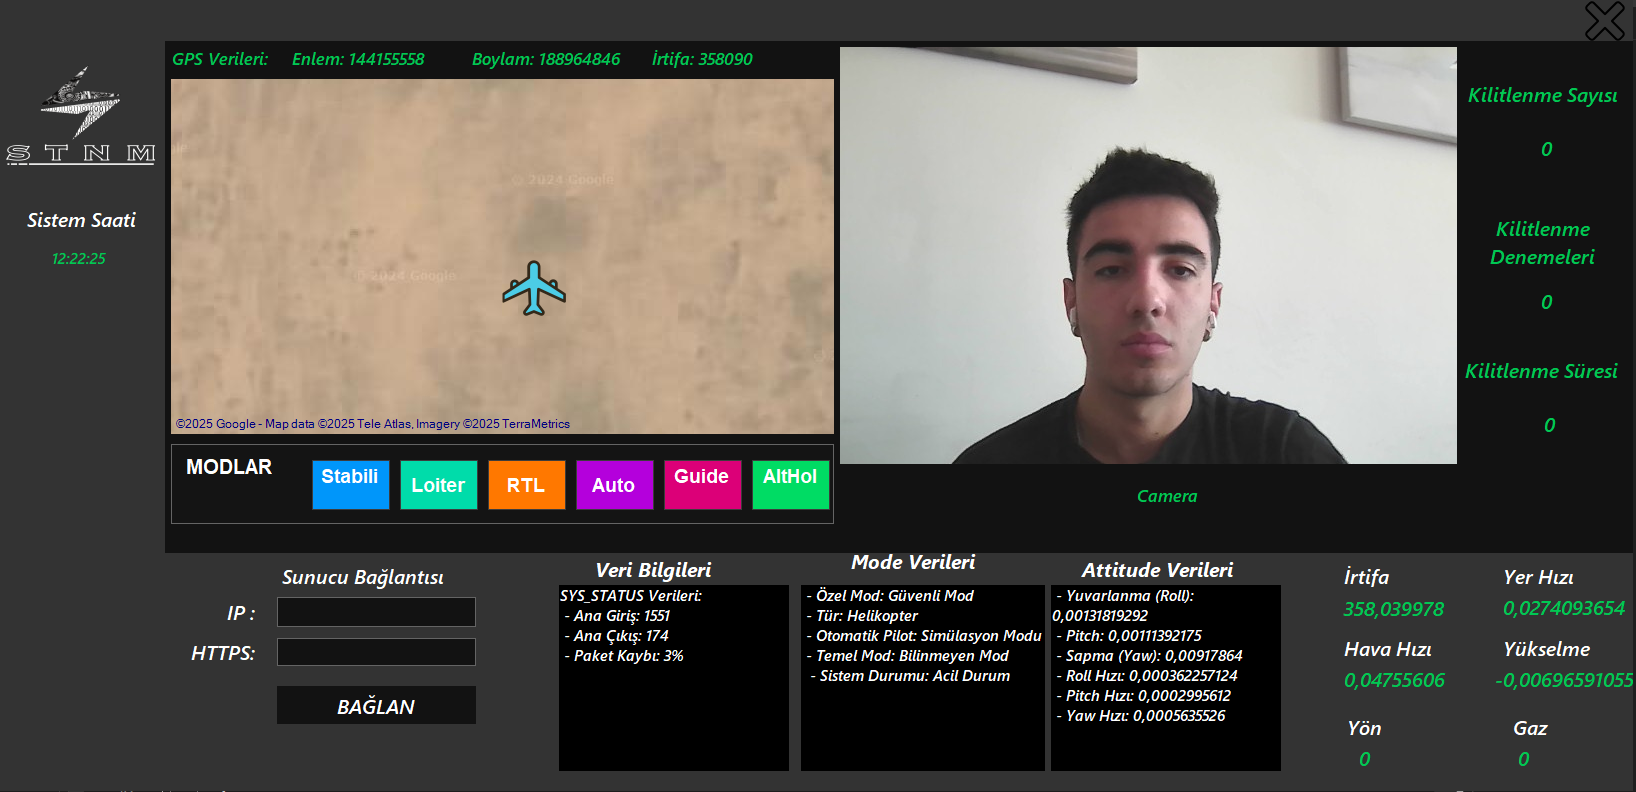 STNM
Sistem Saati
12:22:25
GPS Verileri: Enlem: 144155558 Boylam: 188964846 İrtifa: 358090
© 2024 Google
© 2024 Google
©2025 Google - Map data ©2025 Tele Atlas, Imagery ©2025 TerraMetrics
MODLAR
Stabili
Loiter
RTL
Auto
Guide
AltHol
Camera
Kilitlenme Sayısı
0
Kilitlenme
Denemeleri
0
Kilitlenme Süresi
0
Sunucu Bağlantısı
IP :
HTTPS:
BAĞLAN
Veri Bilgileri
SYS_STATUS Verileri:
- Ana Giriş: 1551
- Ana Çıkış: 174
- Paket Kaybı: 3%
Mode Verileri
- Özel Mod: Güvenli Mod
- Tür: Helikopter
- Otomatik Pilot: Simülasyon Modu
- Temel Mod: Bilinmeyen Mod
- Sistem Durumu: Acil Durum
Attitude Verileri
- Yuvarlanma (Roll):
0,00131819292
- Pitch: 0,00111392175
- Sapma (Yaw): 0,00917864
- Roll Hızı: 0,000362257124
- Pitch Hızı: 0,0002995612
- Yaw Hızı: 0,0005635526
İrtifa
358,039978
Yer Hızı
0,0274093654
Hava Hızı
0,04755606
Yükselme
-0,00696591055
Yön
0
Gaz
0